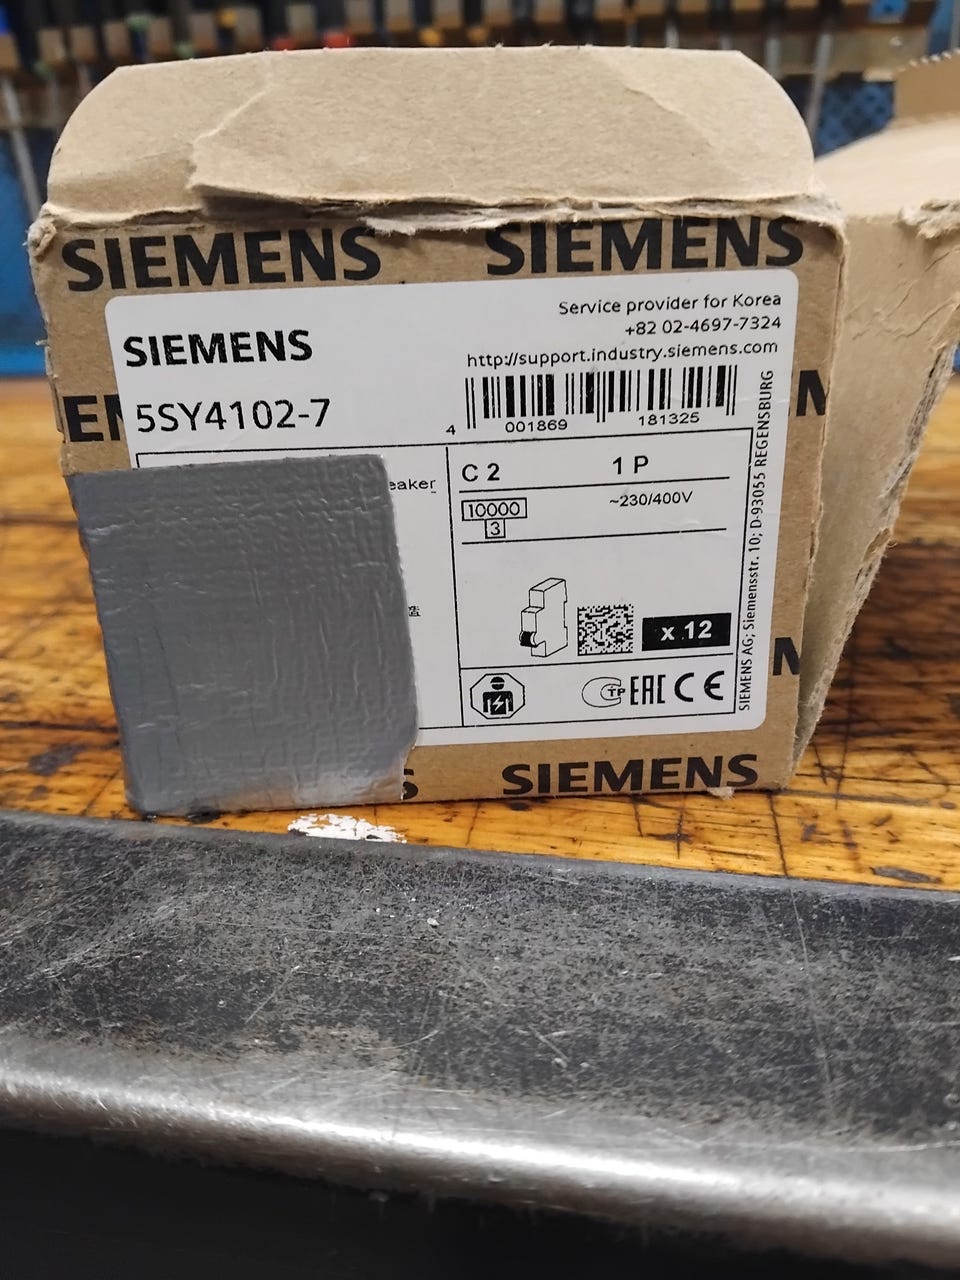 SIEMENS SIEMENS
Service provider for Korea
+82 02-4697-7324
http://support.industry.siemens.com
SIEMENS
5SY4102-7
4 001869 181325
eaker
C 2 1 P
10000
3
~230/400V
x 12
TP EAC CE
SIEMENS AG; Siemensstr. 10; D-93055 REGENSBURG
EN
N
N
S SIEMENS